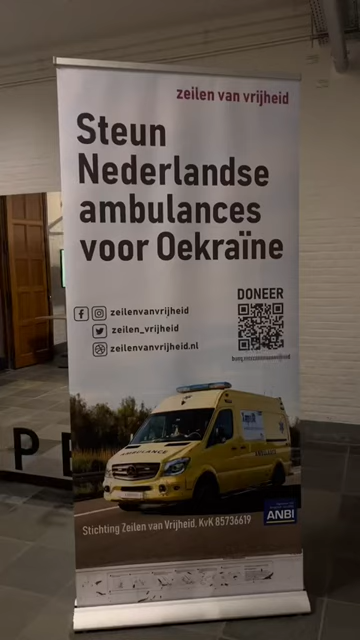 zeilen van vrijheid
Steun
Nederlandse
ambulances
voor Oekraïne
DONEER
zeilenvanvrijheid
zeilen_vrijheid
zeilenvanvrijheid.nl
AMBULANCE
Stichting Zeilen van Vrijheid. KvK 85736619
ANBI
P